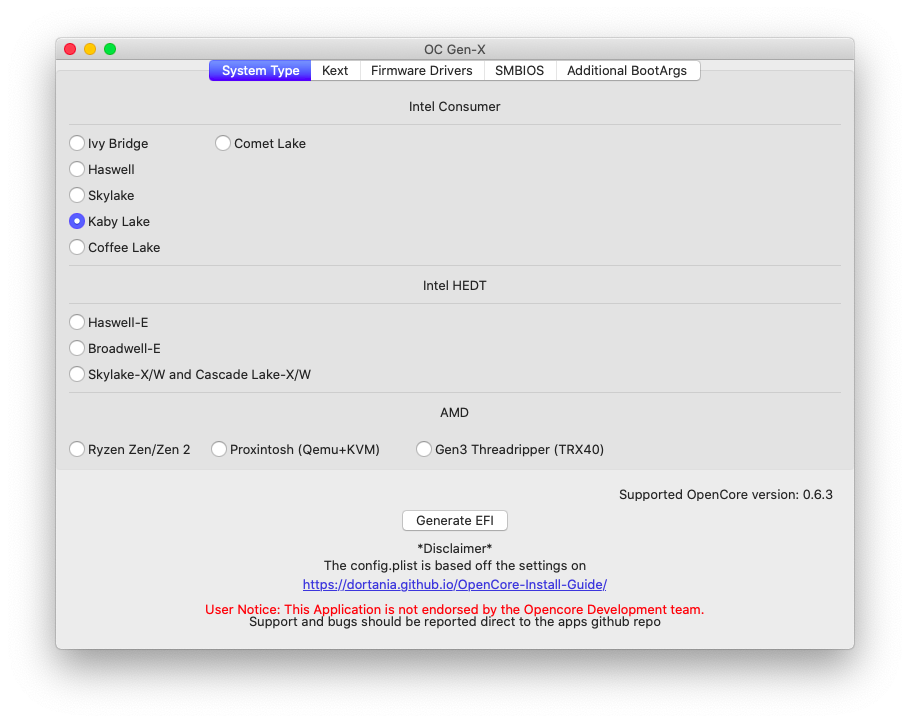 OC Gen-X
System Type Kext Firmware Drivers SMBIOS Additional BootArgs
Intel Consumer
Ivy Bridge Comet Lake
Haswell
Skylake
Kaby Lake
Coffee Lake
Intel HEDT
Haswell-E
Broadwell-E
Skylake-X/W and Cascade Lake-X/W
AMD
Ryzen Zen/Zen 2 Proxintosh (Qemu+KVM) Gen3 Threadripper (TRX40)
Supported OpenCore version: 0.6.3
Generate EFI
*Disclaimer*
The config.plist is based off the settings on
https://dortania.github.io/OpenCore-Install-Guide/
User Notice: This Application is not endorsed by the Opencore Development team.
Support and bugs should be reported direct to the apps github repo